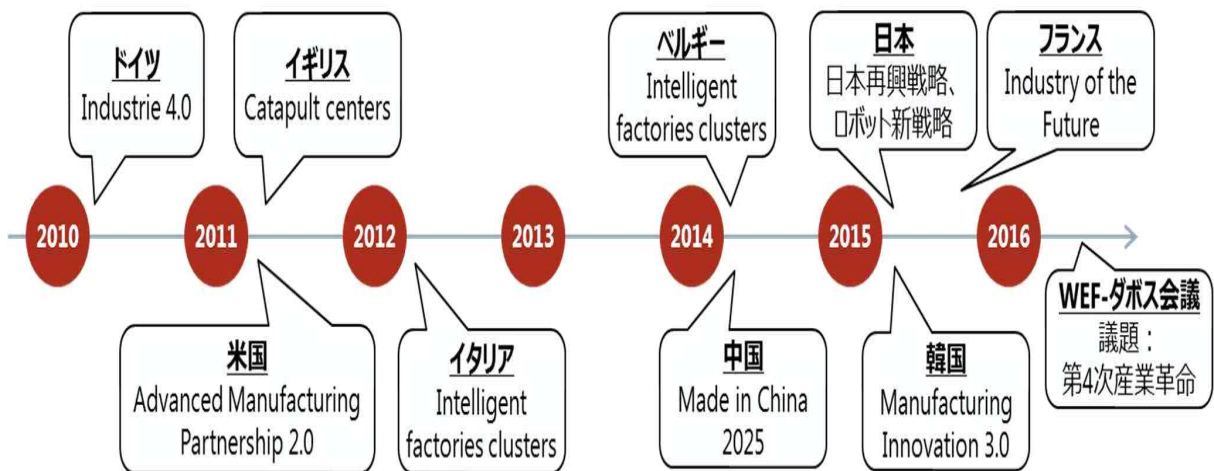 ドイツ
Industrie 4.0
イギリス
Catapult centers
ベルギー
Intelligent
factories clusters
日本
日本再興戦略、
ロボット新戦略
フランス
Industry of the
Future
2010
2011
2012
2013
2014
2015
2016
米国
Advanced Manufacturing
Partnership 2.0
イタリア
Intelligent
factories clusters
中国
Made in China
2025
韓国
Manufacturing
Innovation 3.0
WEF-ダボス会議
議題：
第4次産業革命